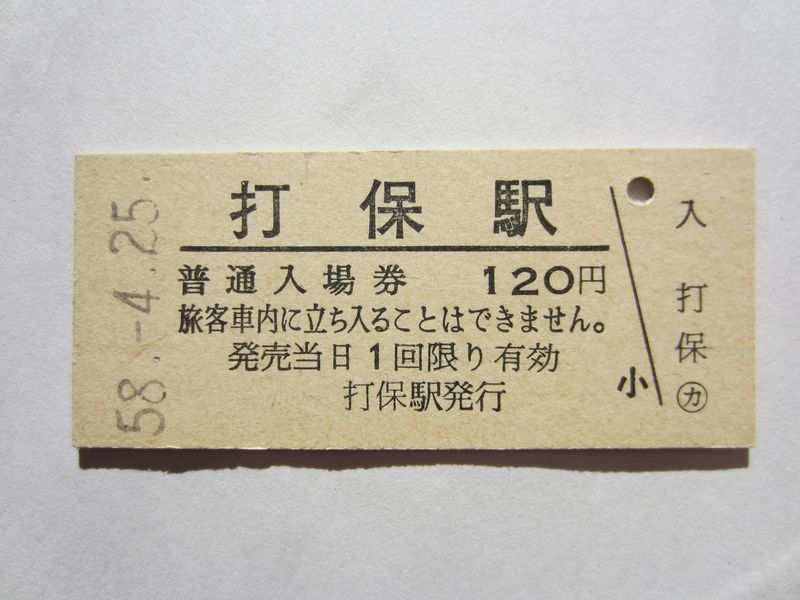 58.-4.25.
打保駅
普通入場券 120円
旅客車内に立ち入ることはできません。
発売当日1回限り有効
打保駅発行
小
入
打保㋕